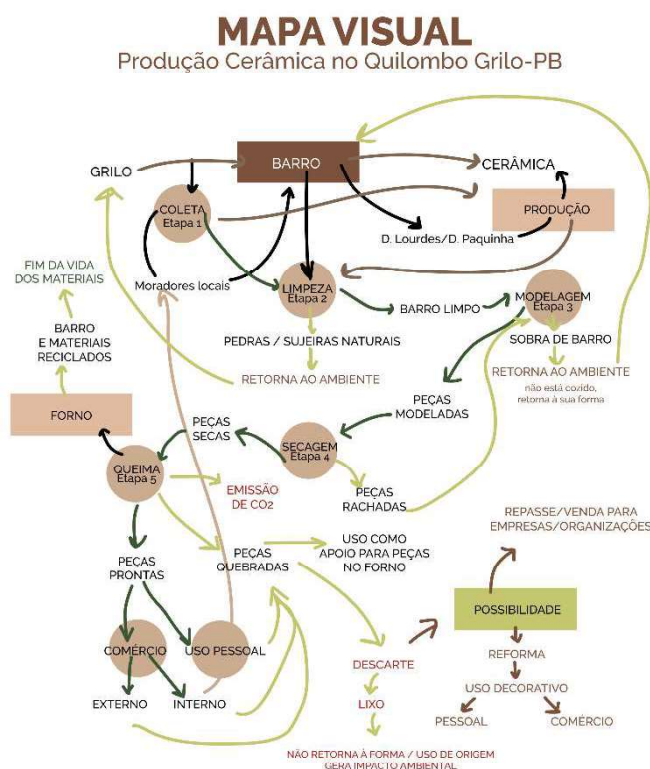 MAPA VISUAL
Produção Cerâmica no Quilombo Grilo-PB
GRILO
BARRO
CERÂMICA
COLETA
Etapa 1
D. Lourdes/D. Paquinha
PRODUÇÃO
FIM DA VIDA
DOS MATERIAIS
Moradores locais
LIMPEZA
Etapa 2
BARRO LIMPO
MODELAGEM
Etapa 3
BARRO
E MATERIAIS
RECICLADOS
PEDRAS / SUJEIRAS NATURAIS
SOBRA DE BARRO
RETORNA AO AMBIENTE
RETORNA AO AMBIENTE
não está cozido,
retorna à sua forma
FORNO
PEÇAS
SECAS
SECAGEM
Etapa 4
PEÇAS
MODELADAS
QUEIMA
Etapa 5
EMISSÃO
DE CO2
PEÇAS
RACHADAS
REPASSE/VENDA PARA
EMPRESAS/ORGANIZAÇÕES
PEÇAS
PRONTAS
PEÇAS
QUEBRADAS
USO COMO
APOIO PARA PEÇAS
NO FORNO
POSSIBILIDADE
COMÉRCIO
USO PESSOAL
DESCARTE
REFORMA
EXTERNO
INTERNO
LIXO
USO DECORATIVO
PESSOAL
COMÉRCIO
NÃO RETORNA À FORMA / USO DE ORIGEM
GERA IMPACTO AMBIENTAL